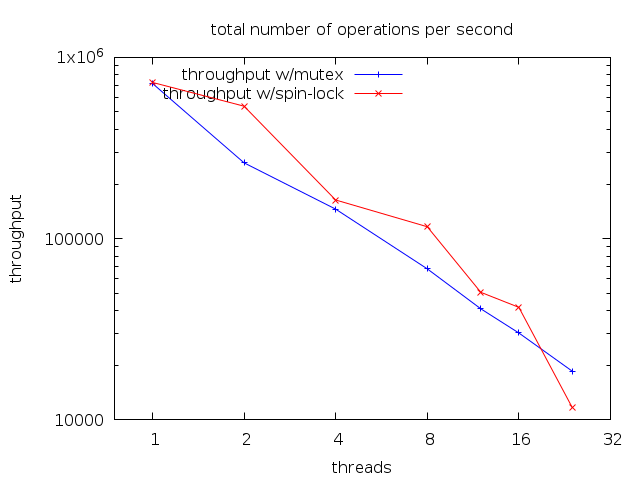 total number of operations per second
1x10⁶
throughput w/mutex
throughput w/spin-lock
throughput
100000
10000
1 2 4 8 16 32
threads